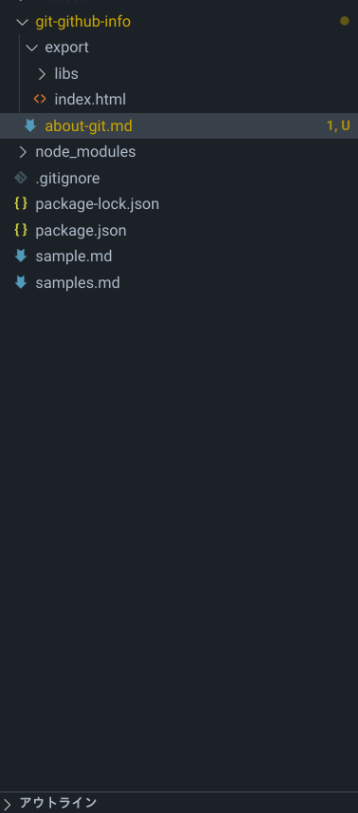 git-github-info
export
libs
index.html
about-git.md 1, U
node_modules
.gitignore
package-lock.json
package.json
sample.md
samples.md
アウトライン